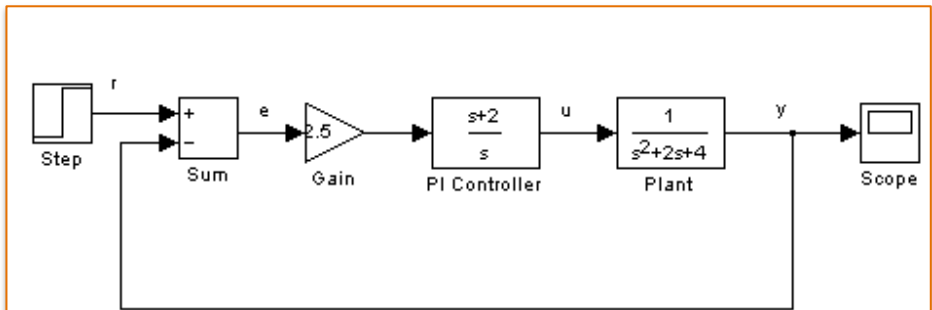 r
+
−
e
2.5
s+2
s
u
1
s²+2s+4
y
Step
Sum
Gain
PI Controller
Plant
Scope